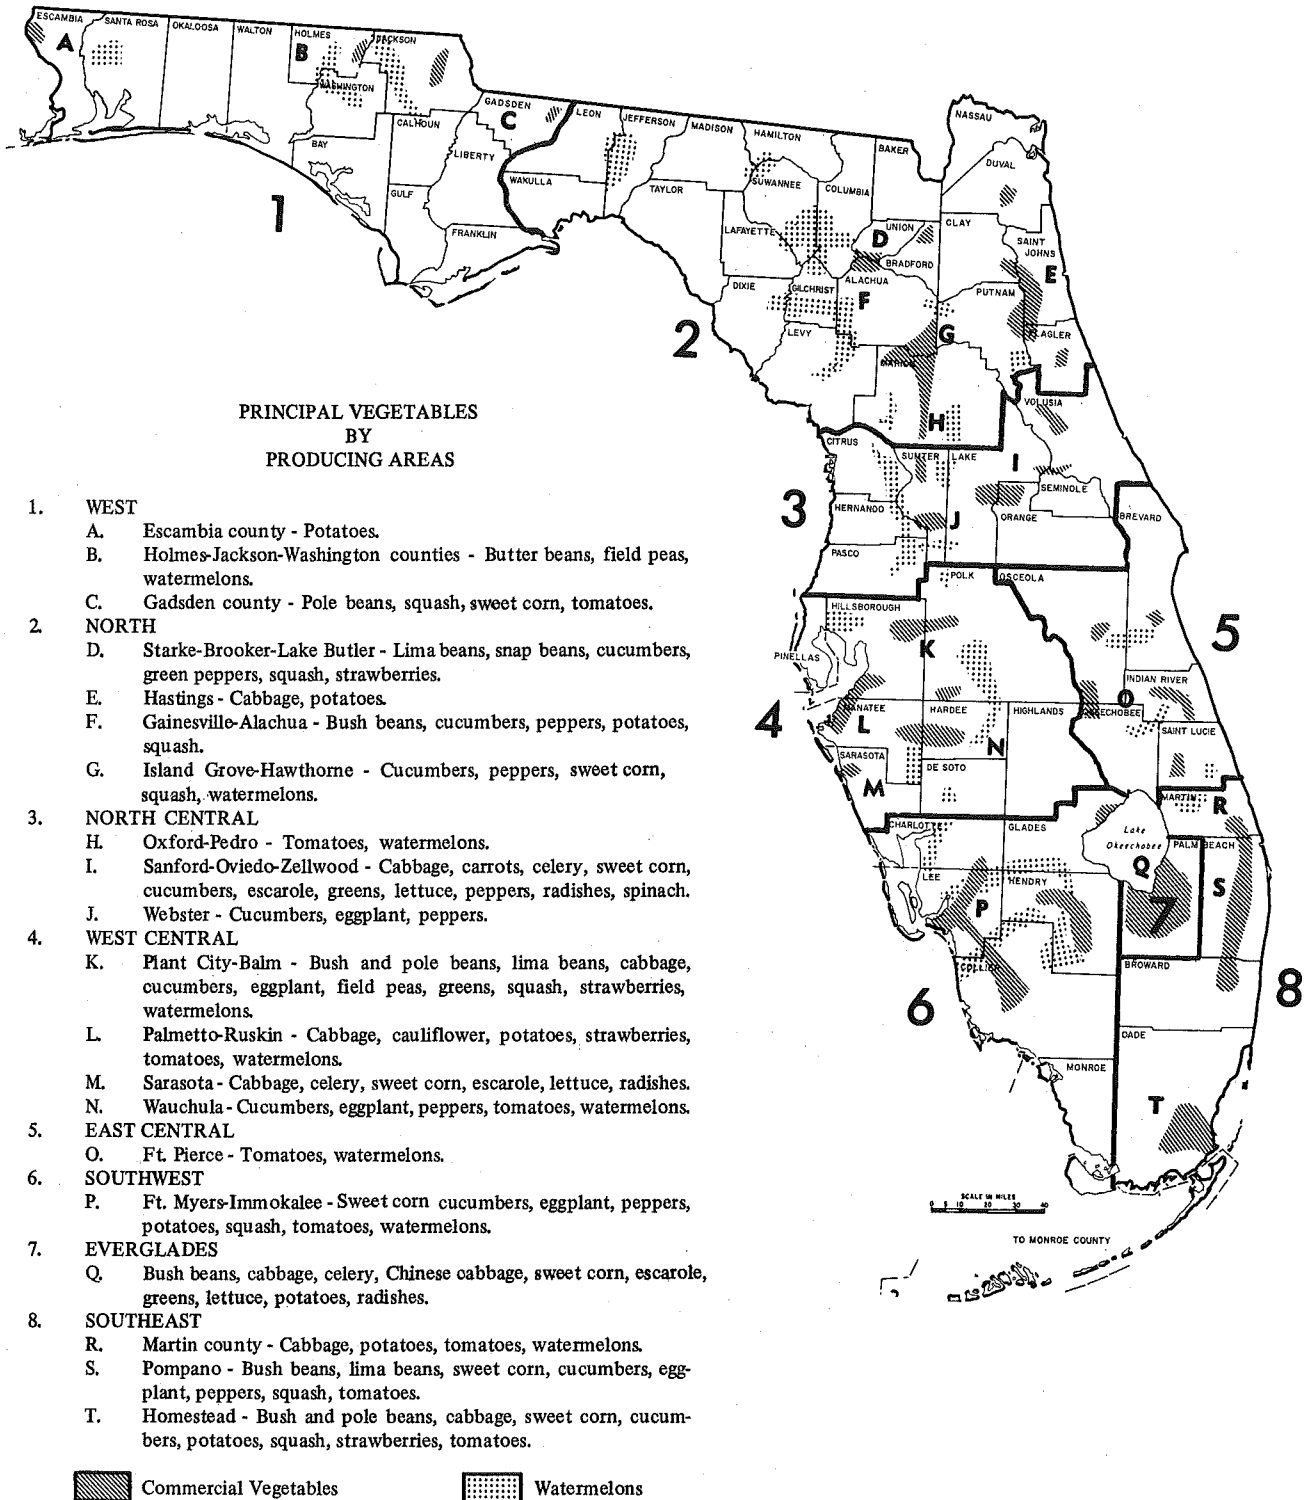 ESCAMBIA
SANTA ROSA
OKALOOSA
WALTON
HOLMES
JACKSON
A
B
WASHINGTON
GADSDEN
C
LEON
JEFFERSON
MADISON
HAMILTON
NASSAU
CALHOUN
BAY
LIBERTY
BAKER
DUVAL
WAKULLA
TAYLOR
SUWANNEE
COLUMBIA
GULF
1
FRANKLIN
LAFAYETTE
UNION
D
CLAY
SAINT
JOHNS
BRADFORD
E
DIXIE
GILCHRIST
ALACHUA
F
PUTNAM
2
LEVY
G
FLAGLER
MARION
VOLUSIA
H
CITRUS
SUMTER
LAKE
I
SEMINOLE
3
HERNANDO
J
ORANGE
BREVARD
PASCO
POLK
OSCEOLA
HILLSBOROUGH
5
K
PINELLAS
INDIAN RIVER
O
4
MANATEE
L
HARDEE
HIGHLANDS
OKEECHOBEE
SAINT LUCIE
N
SARASOTA
DE SOTO
M
MARTIN
R
CHARLOTTE
GLADES
Lake
Okeechobee
PALM BEACH
Q
LEE
HENDRY
S
P
7
COLLIER
BROWARD
6
8
DADE
MONROE
T
SCALE IN MILES
0 5 10 20 30 40
TO MONROE COUNTY
PRINCIPAL VEGETABLES
BY
PRODUCING AREAS
1. WEST
A. Escambia county - Potatoes.
B. Holmes-Jackson-Washington counties - Butter beans, field peas,
watermelons.
C. Gadsden county - Pole beans, squash, sweet corn, tomatoes.
2. NORTH
D. Starke-Brooker-Lake Butler - Lima beans, snap beans, cucumbers,
green peppers, squash, strawberries.
E. Hastings - Cabbage, potatoes.
F. Gainesville-Alachua - Bush beans, cucumbers, peppers, potatoes,
squash.
G. Island Grove-Hawthorne - Cucumbers, peppers, sweet corn,
squash, watermelons.
3. NORTH CENTRAL
H. Oxford-Pedro - Tomatoes, watermelons.
I. Sanford-Oviedo-Zellwood - Cabbage, carrots, celery, sweet corn,
cucumbers, escarole, greens, lettuce, peppers, radishes, spinach.
J. Webster - Cucumbers, eggplant, peppers.
4. WEST CENTRAL
K. Plant City-Balm - Bush and pole beans, lima beans, cabbage,
cucumbers, eggplant, field peas, greens, squash, strawberries,
watermelons.
L. Palmetto-Ruskin - Cabbage, cauliflower, potatoes, strawberries,
tomatoes, watermelons.
M. Sarasota - Cabbage, celery, sweet corn, escarole, lettuce, radishes.
N. Wauchula - Cucumbers, eggplant, peppers, tomatoes, watermelons.
5. EAST CENTRAL
O. Ft. Pierce - Tomatoes, watermelons.
6. SOUTHWEST
P. Ft. Myers-Immokalee - Sweet corn cucumbers, eggplant, peppers,
potatoes, squash, tomatoes, watermelons.
7. EVERGLADES
Q. Bush beans, cabbage, celery, Chinese cabbage, sweet corn, escarole,
greens, lettuce, potatoes, radishes.
8. SOUTHEAST
R. Martin county - Cabbage, potatoes, tomatoes, watermelons.
S. Pompano - Bush beans, lima beans, sweet corn, cucumbers, egg-
plant, peppers, squash, tomatoes.
T. Homestead - Bush and pole beans, cabbage, sweet corn, cucum-
bers, potatoes, squash, strawberries, tomatoes.
Commercial Vegetables
Watermelons